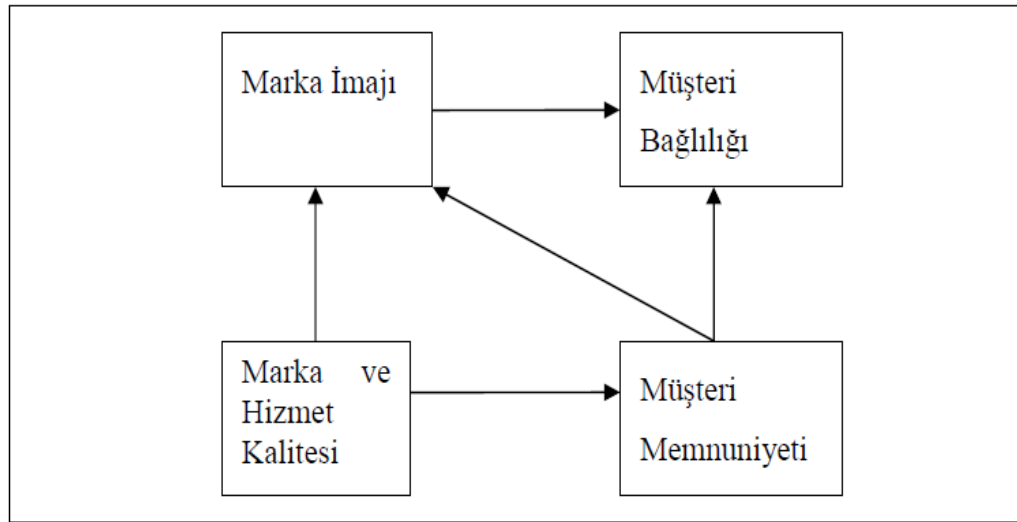 Marka İmajı
Müşteri
Bağlılığı
Marka ve
Hizmet
Kalitesi
Müşteri
Memnuniyeti